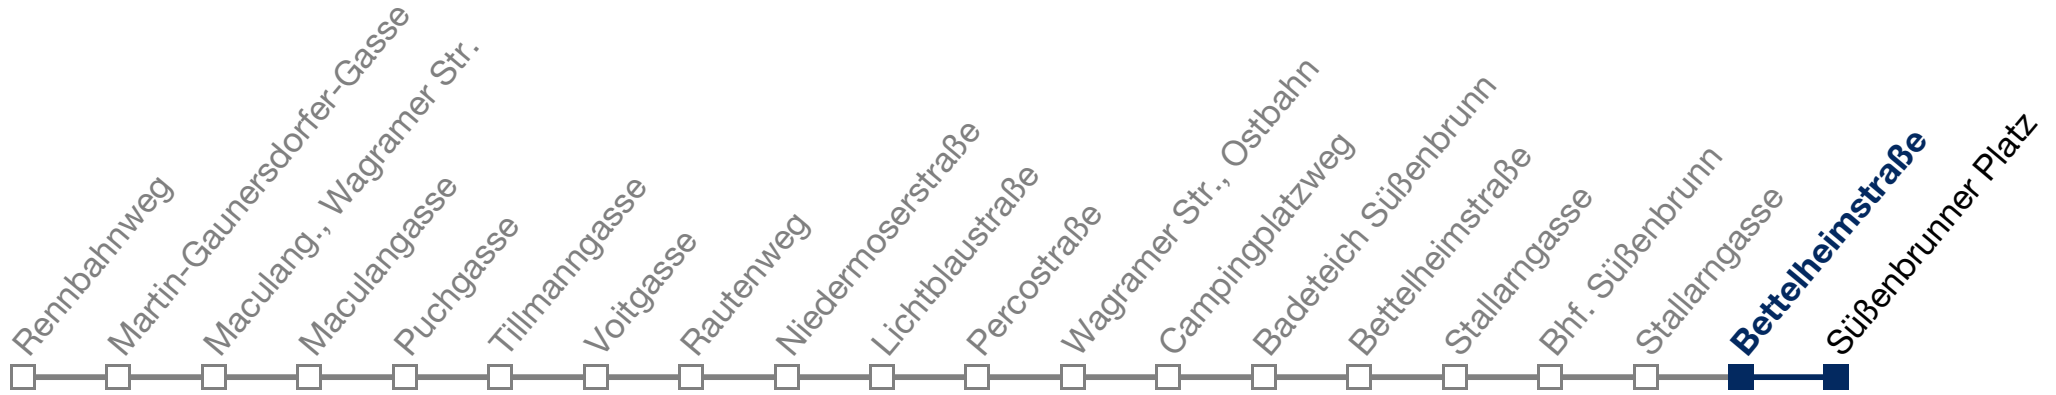 Rennbahnweg
Martin-Gaunersdorfer-Gasse
Maculang., Wagramer Str.
Maculangasse
Puchgasse
Tillmanngasse
Voitgasse
Rautenweg
Niedermoserstraße
Lichtblaustraße
Percostraße
Wagramer Str., Ostbahn
Campingplatzweg
Badeteich Süßenbrunn
Bettelheimstraße
Stallarngasse
Bhf. Süßenbrunn
Stallarngasse
Bettelheimstraße
Süßenbrunner Platz